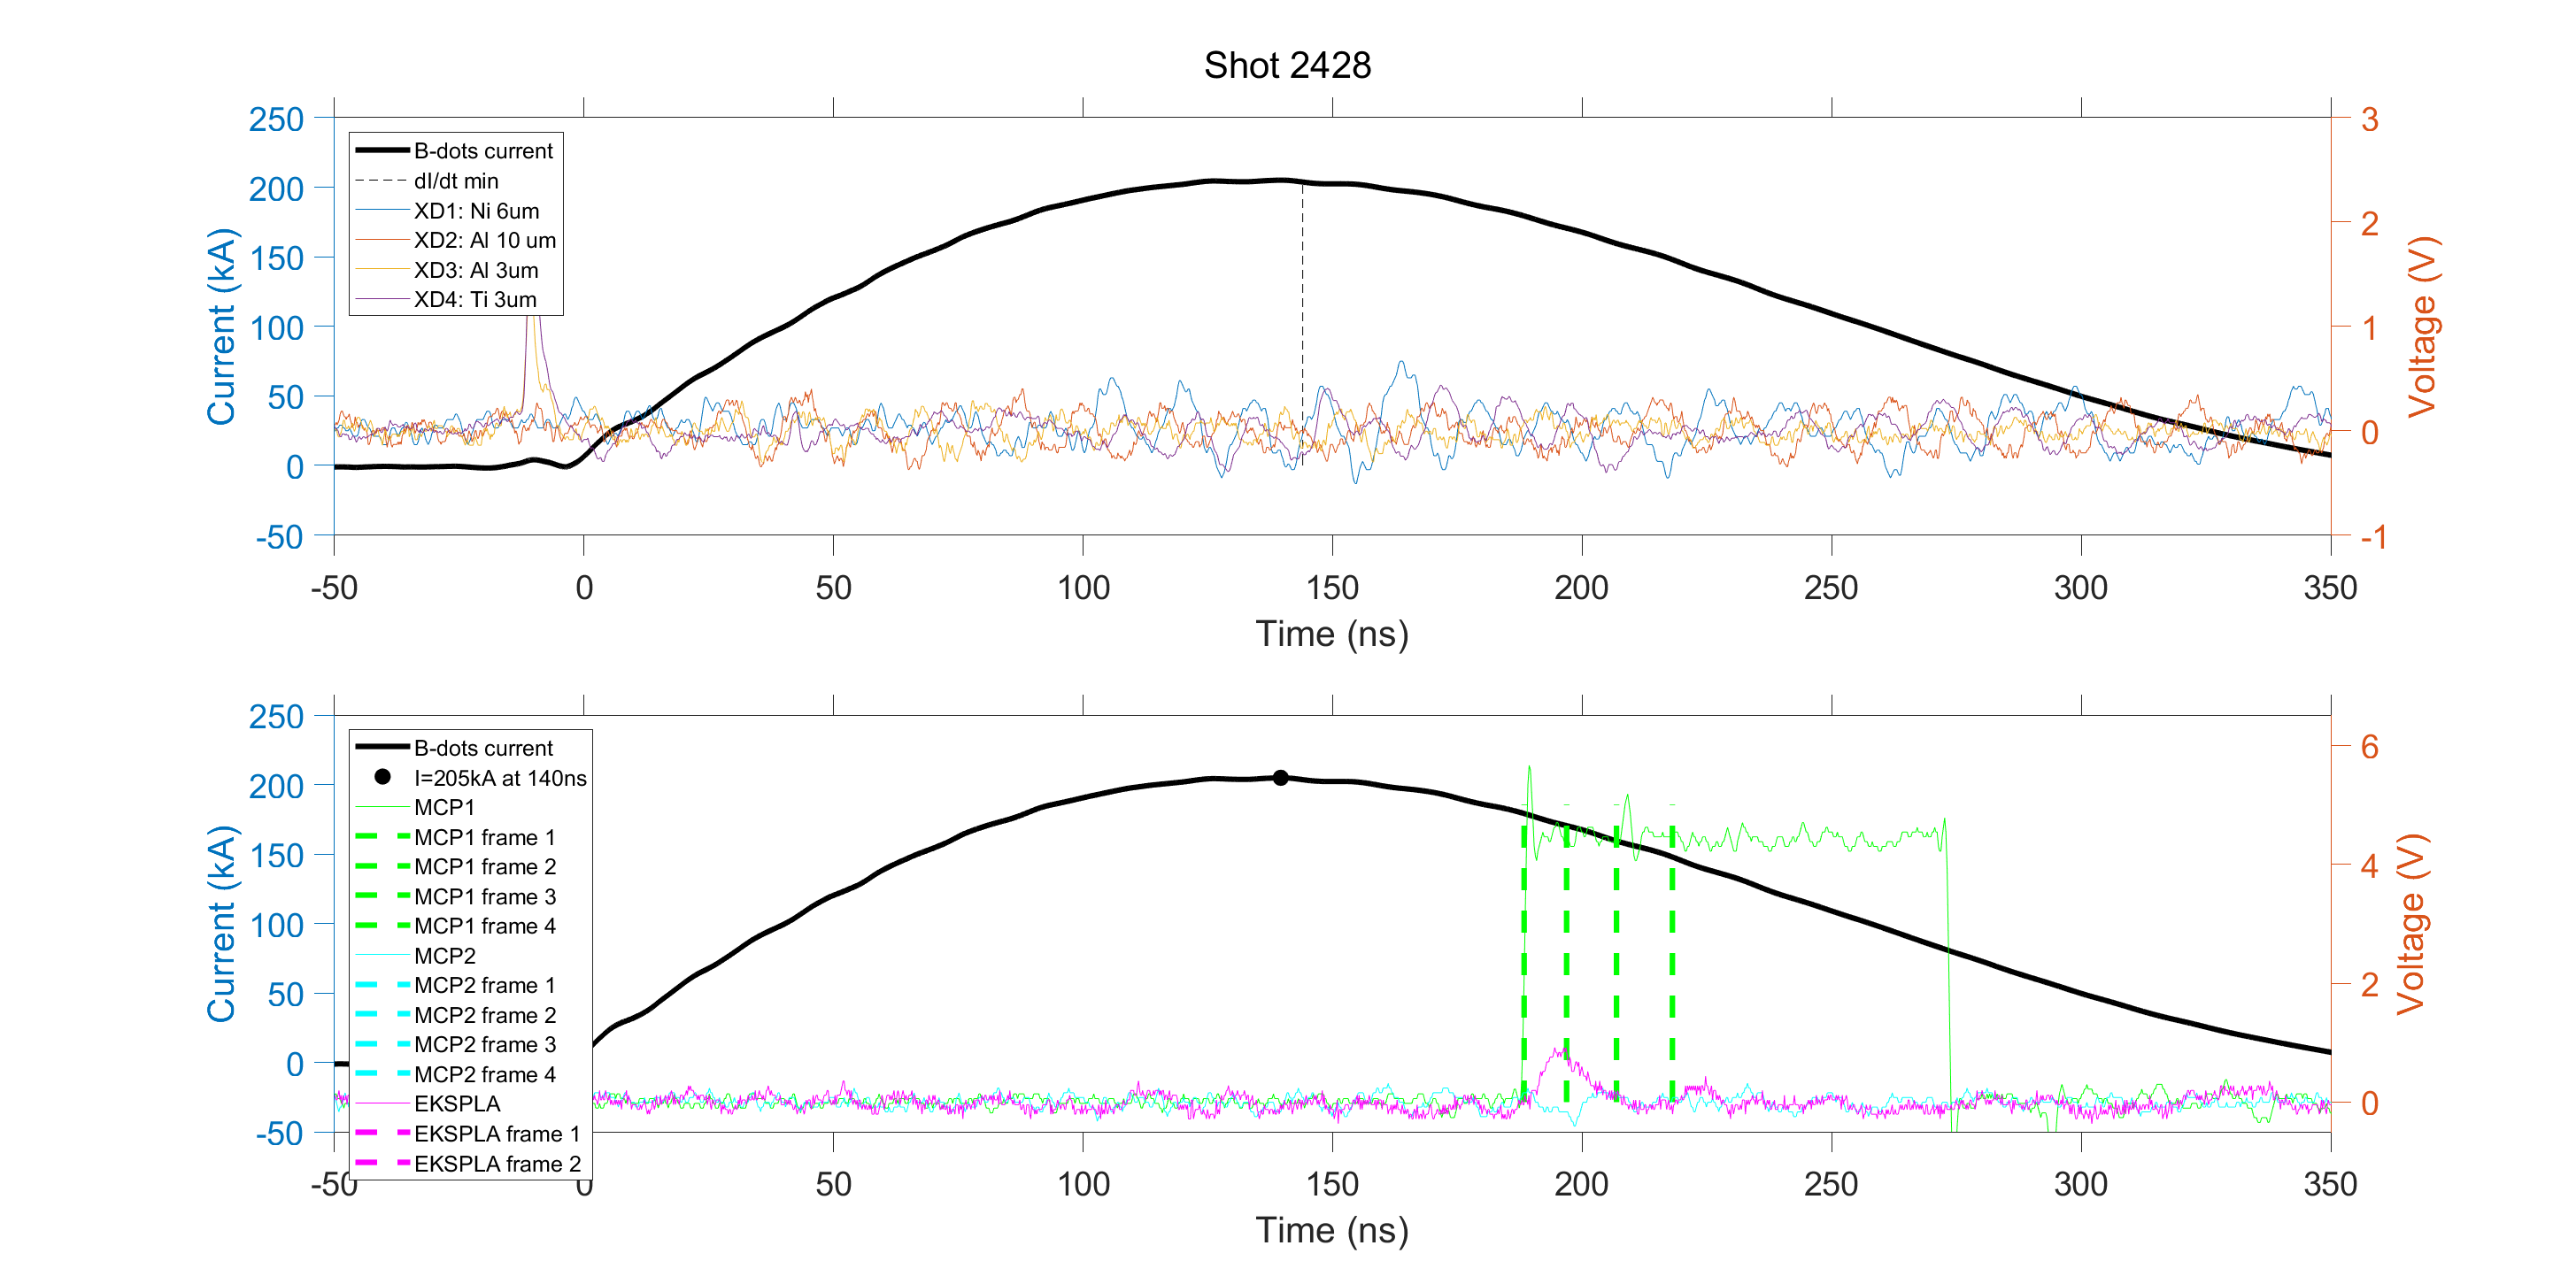 Shot 2428
250
200
150
100
50
0
-50
Current (kA)
B-dots current
dI/dt min
XD1: Ni 6um
XD2: Al 10 um
XD3: Al 3um
XD4: Ti 3um
3
2
1
0
-1
Voltage (V)
-50 0 50 100 150 200 250 300 350
Time (ns)
250
200
150
100
50
0
-50
Current (kA)
B-dots current
I=205kA at 140ns
MCP1
MCP1 frame 1
MCP1 frame 2
MCP1 frame 3
MCP1 frame 4
MCP2
MCP2 frame 1
MCP2 frame 2
MCP2 frame 3
MCP2 frame 4
EKSPLA
EKSPLA frame 1
EKSPLA frame 2
6
4
2
0
Voltage (V)
-50 0 50 100 150 200 250 300 350
Time (ns)